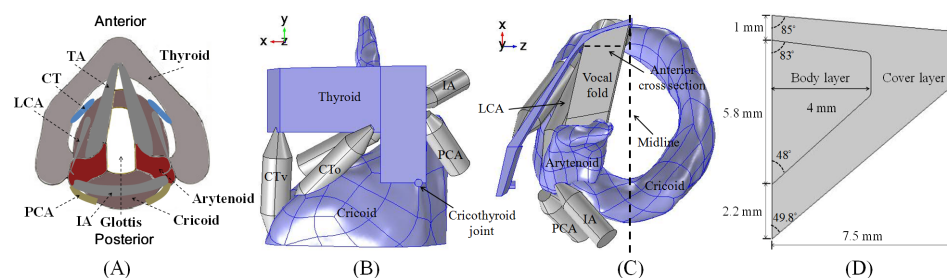 Anterior
TA
Thyroid
CT
LCA
Arytenoid
PCA
IA
Glottis
Cricoid
Posterior
(A)
y
x
z
Thyroid
IA
PCA
CTv
CTo
Cricoid
Cricothyroid
joint
(B)
x
y
z
Vocal
fold
Anterior
cross section
LCA
Midline
Arytenoid
Cricoid
PCA
IA
(C)
1 mm
85°
83°
Body layer
Cover layer
4 mm
5.8 mm
48°
2.2 mm
49.8°
7.5 mm
(D)